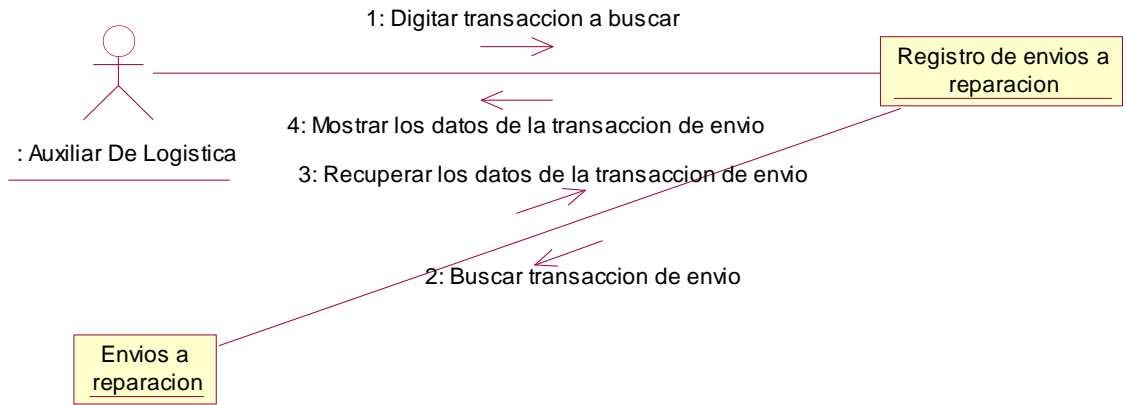 1: Digitar transaccion a buscar
Registro de envios a
reparacion
4: Mostrar los datos de la transaccion de envio
: Auxiliar De Logistica
3: Recuperar los datos de la transaccion de envio
2: Buscar transaccion de envio
Envios a
reparacion